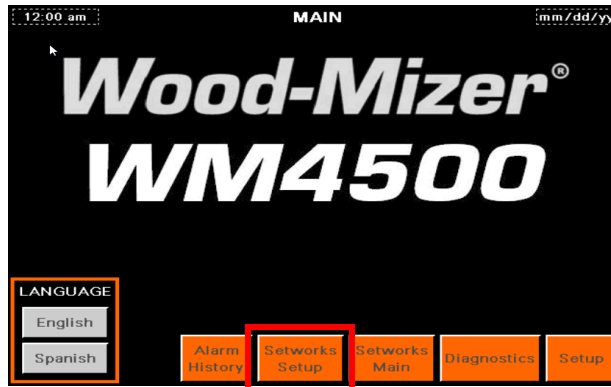 12:00 am MAIN mm/dd/yy
Wood-Mizer®
WM4500
LANGUAGE
English
Spanish
Alarm History
Setworks Setup
Setworks Main
Diagnostics
Setup